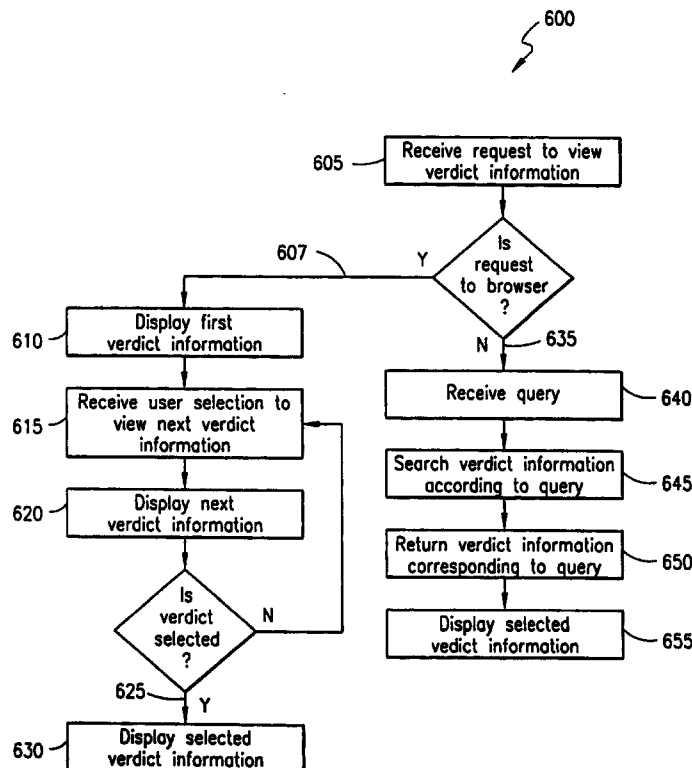 600
605
Receive request to view
verdict information
Is
request
to browser
?
Y
607
N
635
610
Display first
verdict information
615
Receive user selection to
view next verdict
information
620
Display next
verdict information
Is
verdict
selected
?
N
625
Y
630
Display selected
verdict information
Receive query
640
Search verdict information
according to query
645
Return verdict information
corresponding to query
650
Display selected
vedict information
655